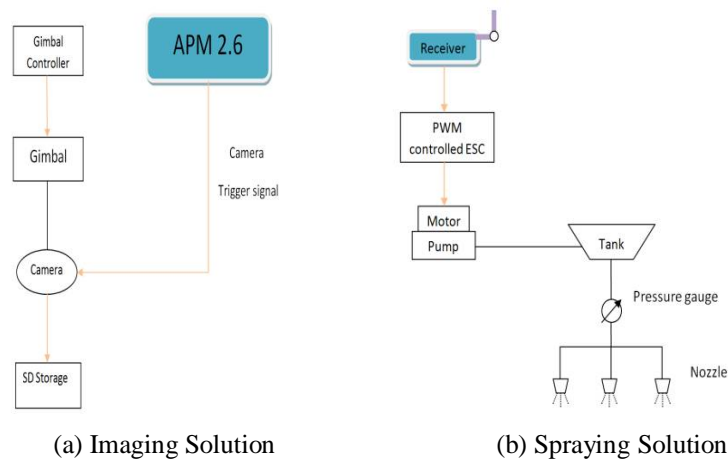 Gimbal
Controller
APM 2.6
Gimbal
Camera
Trigger signal
Camera
SD Storage
(a) Imaging Solution
Receiver
PWM
controlled ESC
Motor
Pump
Tank
Pressure gauge
Nozzle
(b) Spraying Solution